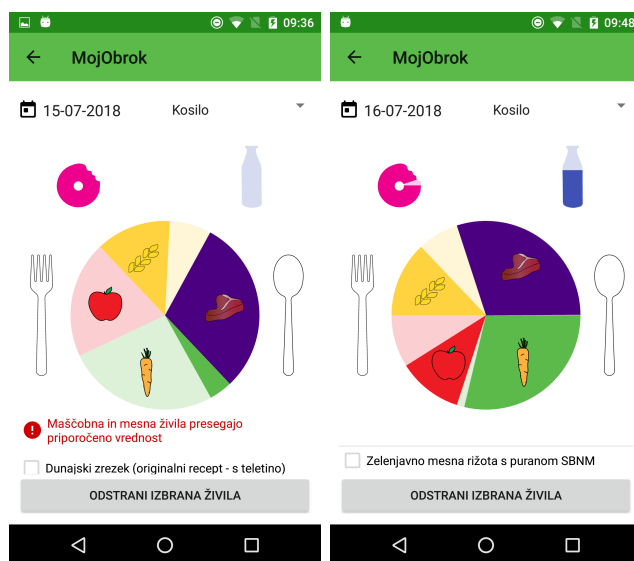 09:36
MojObrok
15-07-2018 Kosilo
Maščobna in mesna živila presegajo
priporočeno vrednost
Dunajski zrezek (originalni recept - s teletino)
ODSTRANI IZBRANA ŽIVILA
09:48
MojObrok
16-07-2018 Kosilo
Zelenjavno mesna rižota s puranom SBNM
ODSTRANI IZBRANA ŽIVILA